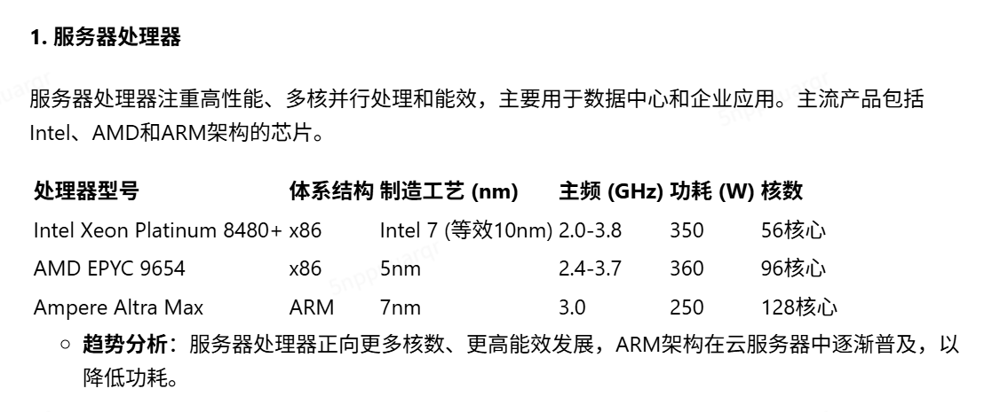 1. 服务器处理器
服务器处理器注重高性能、多核并行处理和能效，主要用于数据中心和企业应用。主流产品包括
Intel、AMD和ARM架构的芯片。
处理器型号 体系结构 制造工艺 (nm) 主频 (GHz) 功耗 (W) 核数
Intel Xeon Platinum 8480+ x86 Intel 7 (等效10nm) 2.0-3.8 350 56核心
AMD EPYC 9654 x86 5nm 2.4-3.7 360 96核心
Ampere Altra Max ARM 7nm 3.0 250 128核心
趋势分析：服务器处理器正向更多核数、更高能效发展，ARM架构在云服务器中逐渐普及，以
降低功耗。